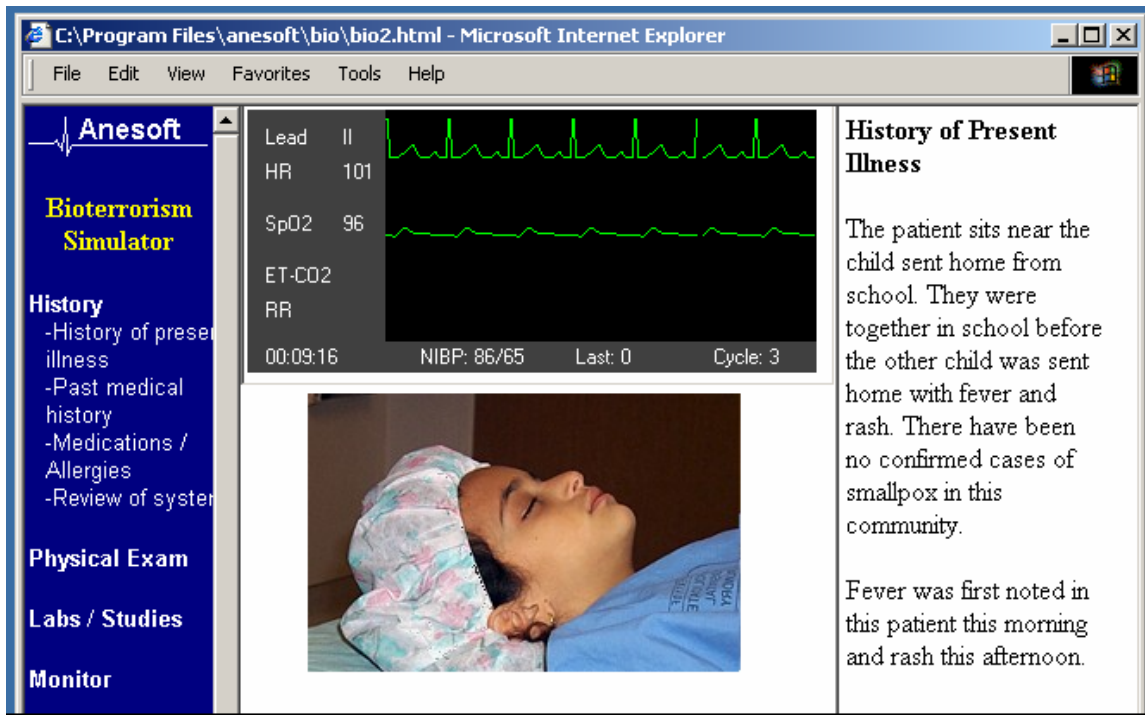 C:\Program Files\anesoft\bio\bio2.html - Microsoft Internet Explorer
File Edit View Favorites Tools Help
Anesoft
Bioterrorism
Simulator
History
-History of presen
illness
-Past medical
history
-Medications /
Allergies
-Review of system
Physical Exam
Labs / Studies
Monitor
Lead II
HR 101
SpO2 96
ET-CO2
RR
00:09:16 NIBP: 86/65 Last: 0 Cycle: 3
History of Present
Illness
The patient sits near the
child sent home from
school. They were
together in school before
the other child was sent
home with fever and
rash. There have been
no confirmed cases of
smallpox in this
community.
Fever was first noted in
this patient this morning
and rash this afternoon.